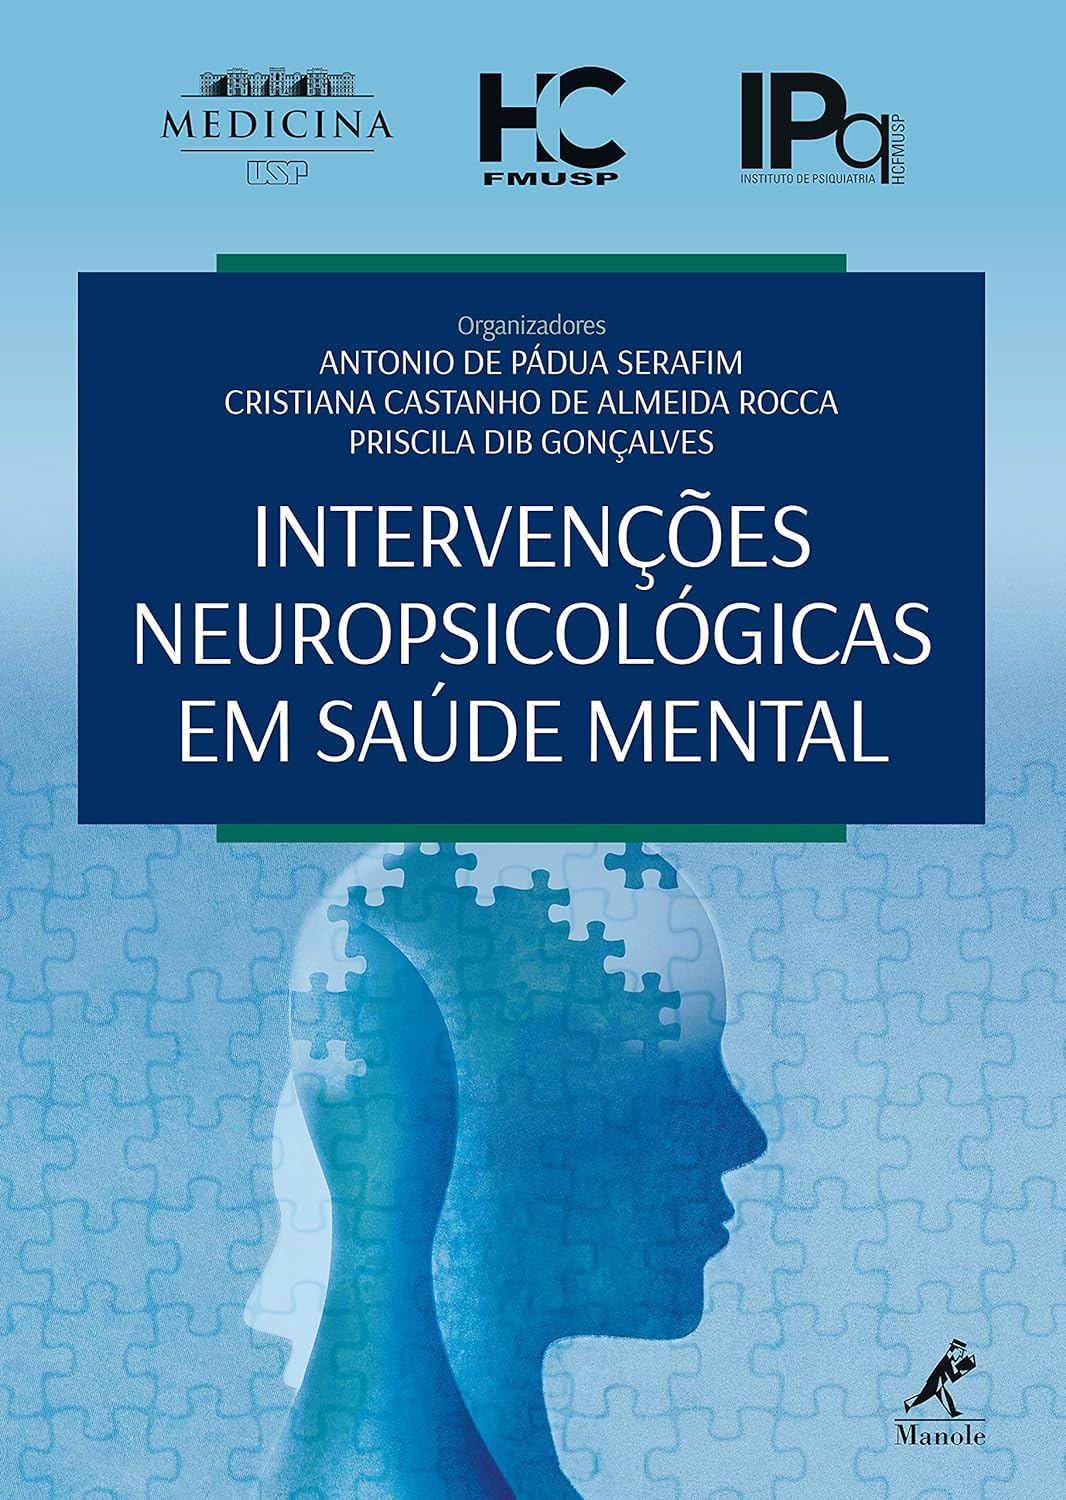 MEDICINA
USP
HC
FMUSP
IPq
INSTITUTO DE PSIQUIATRIA
HCFMUSP
Organizadores
ANTONIO DE PÁDUA SERAFIM
CRISTIANA CASTANHO DE ALMEIDA ROCCA
PRISCILA DIB GONÇALVES
INTERVENÇÕES
NEUROPSICOLÓGICAS
EM SAÚDE MENTAL
Manole